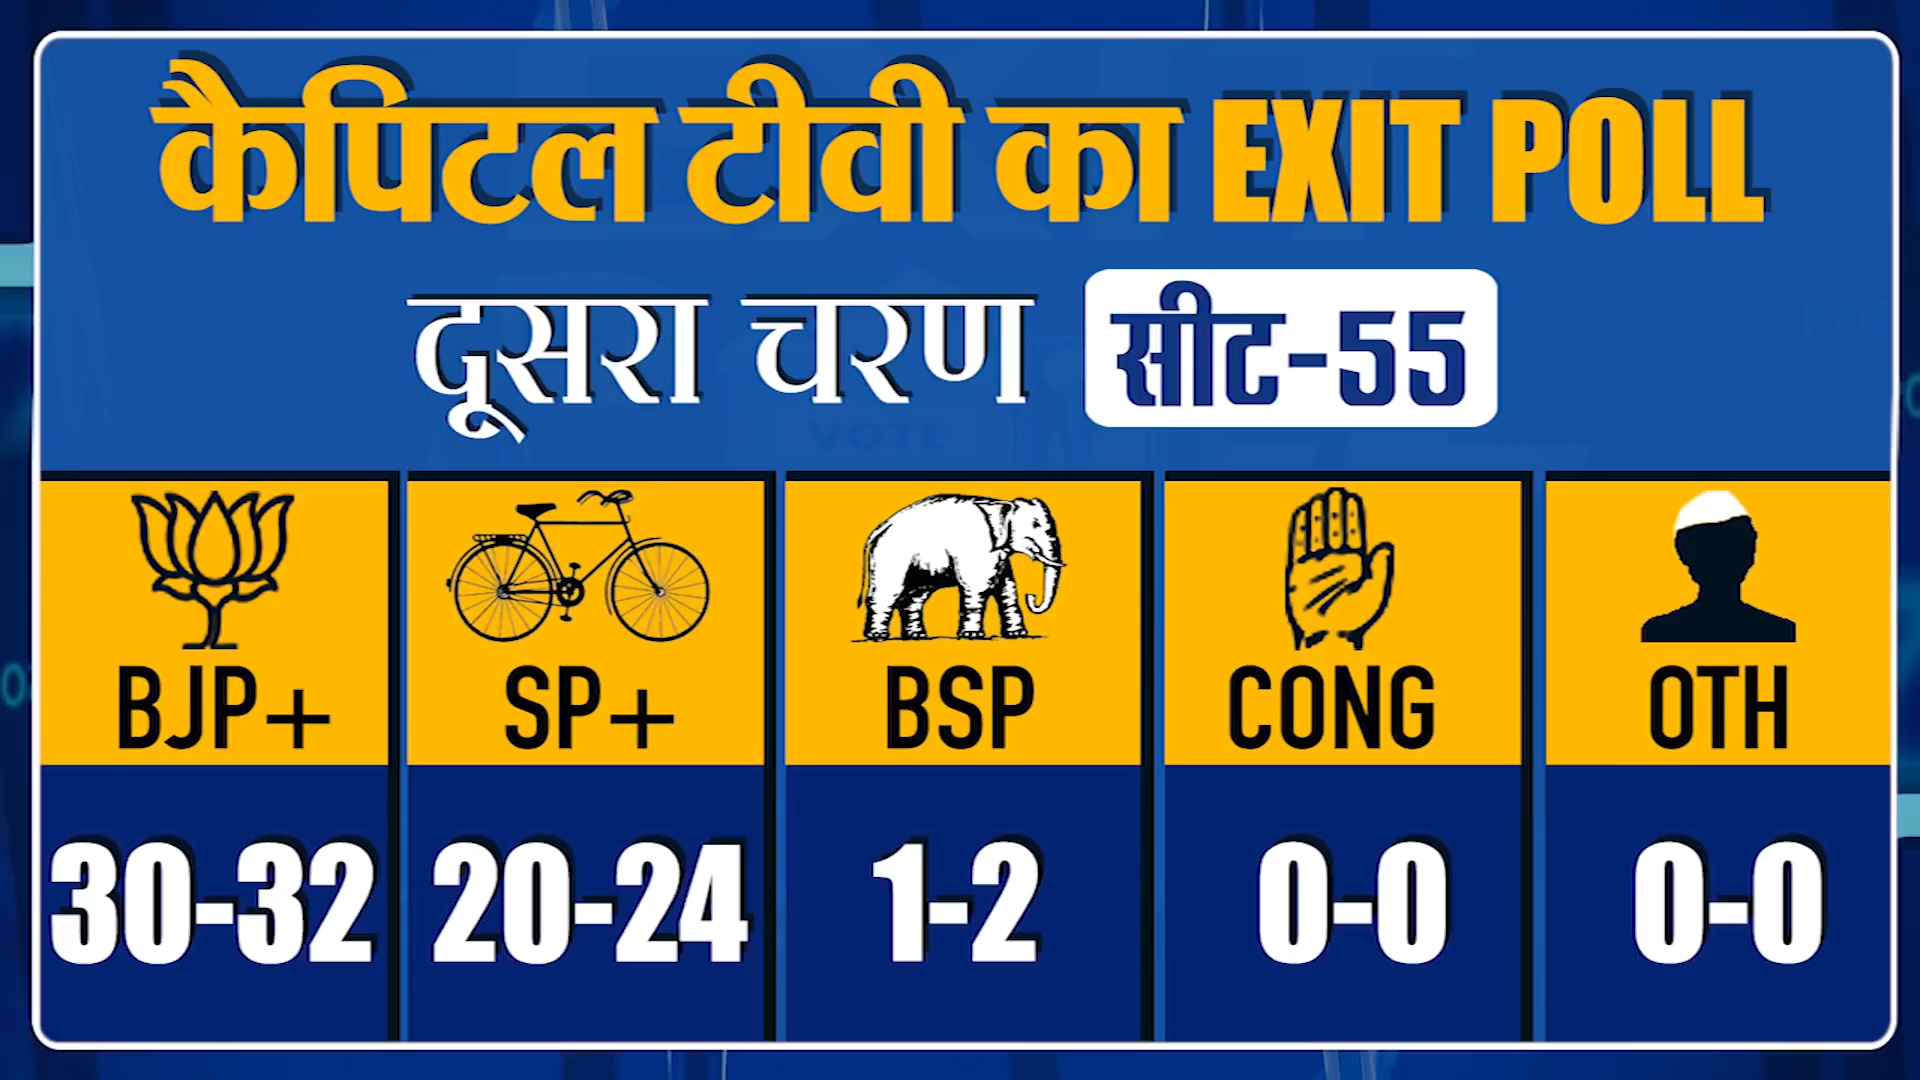 कैपिटल टीवी का EXIT POLL
दूसरा चरण सीट-55
VOTE
BJP+ SP+ BSP CONG OTH
30-32 20-24 1-2 0-0 0-0